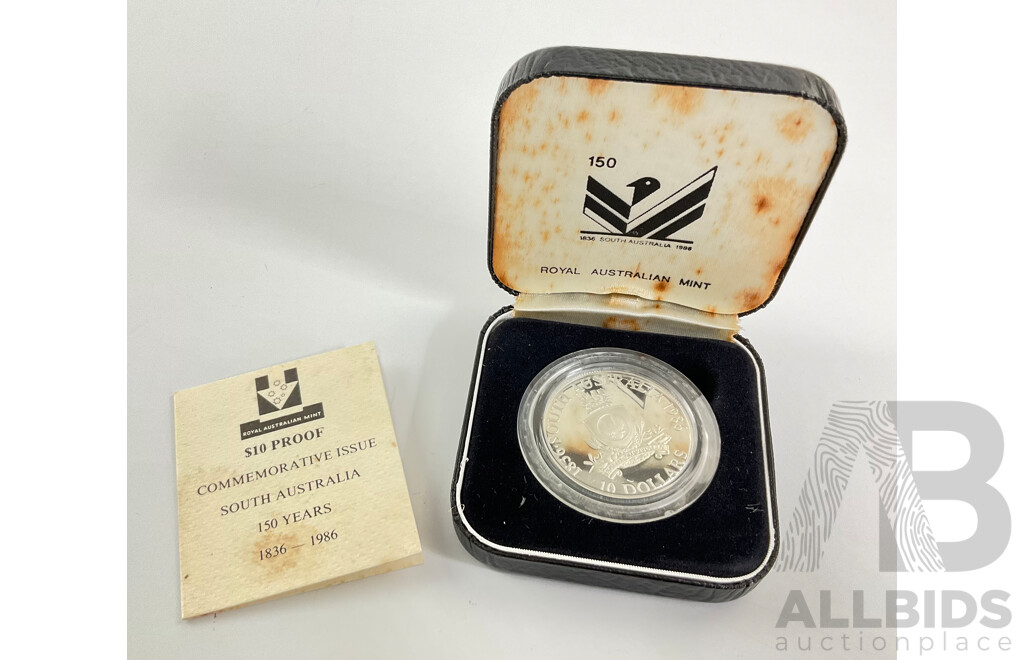 150
1836 SOUTH AUSTRALIA 1986
ROYAL AUSTRALIAN MINT
ROYAL AUSTRALIAN MINT
$10 PROOF
COMMEMORATIVE ISSUE
SOUTH AUSTRALIA
150 YEARS
1836 — 1986
10 DOLLARS
AB
ALLBIDS
auctionplace